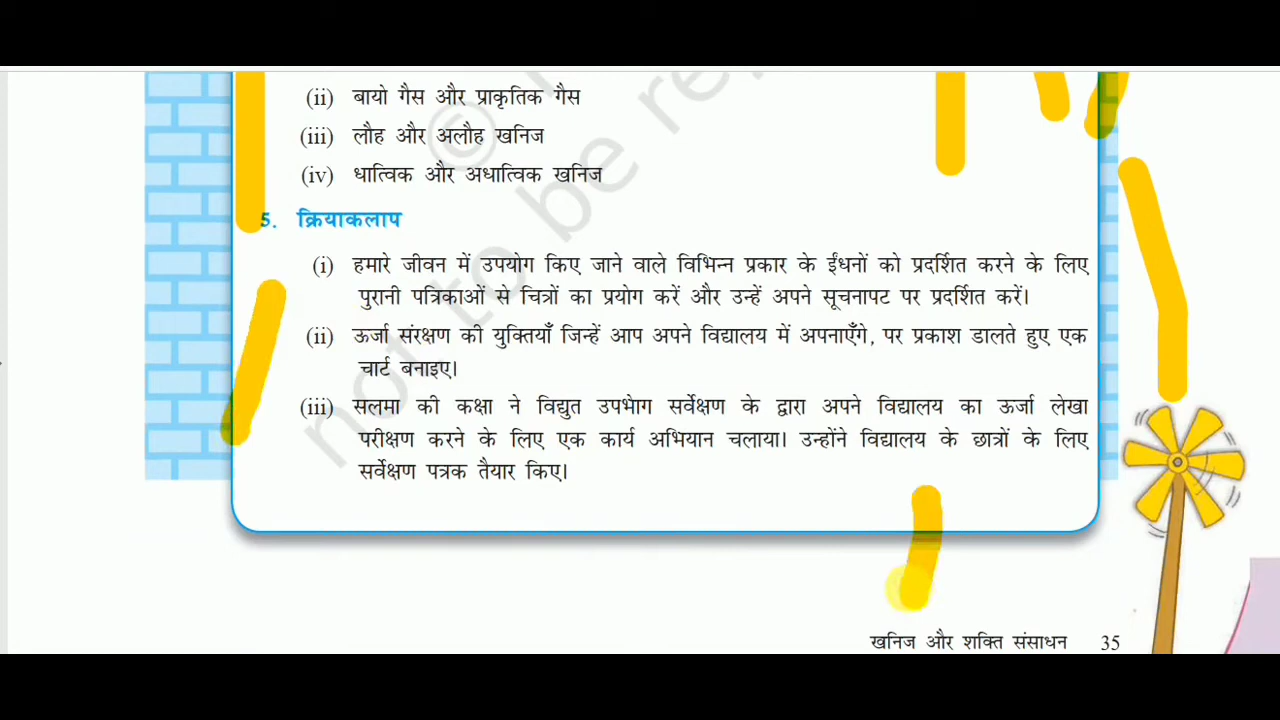 (ii) बायो गैस और प्राकृतिक गैस
(iii) लौह और अलौह खनिज
(iv) धात्विक और अधात्विक खनिज
5. क्रियाकलाप
(i) हमारे जीवन में उपयोग किए जाने वाले विभिन्न प्रकार के ईंधनों को प्रदर्शित करने के लिए
पुरानी पत्रिकाओं से चित्रों का प्रयोग करें और उन्हें अपने सूचनापट पर प्रदर्शित करें।
(ii) ऊर्जा संरक्षण की युक्तियाँ जिन्हें आप अपने विद्यालय में अपनाएँगे, पर प्रकाश डालते हुए एक
चार्ट बनाइए।
(iii) सलमा की कक्षा ने विद्युत उपभोग सर्वेक्षण के द्वारा अपने विद्यालय का ऊर्जा लेखा
परीक्षण करने के लिए एक कार्य अभियान चलाया। उन्होंने विद्यालय के छात्रों के लिए
सर्वेक्षण पत्रक तैयार किए।
not to be
खनिज और शक्ति संसाधन 35